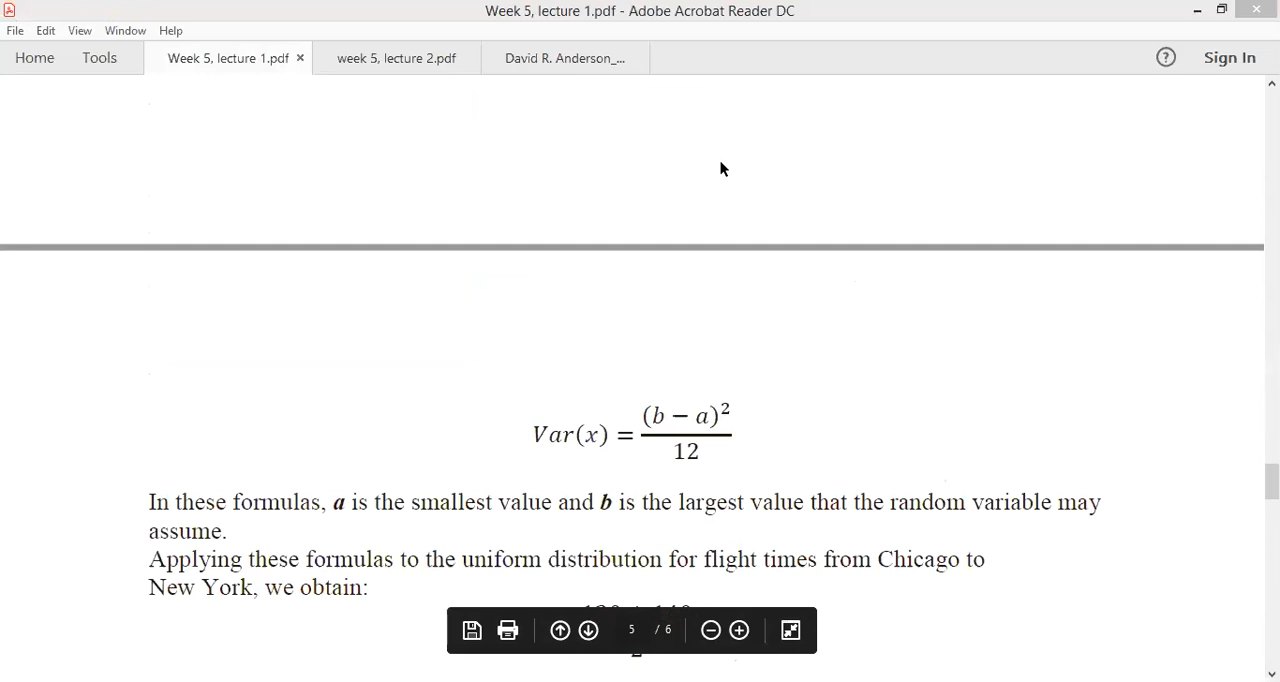 Week 5, lecture 1.pdf - Adobe Acrobat Reader DC
File Edit View Window Help
Home Tools Week 5, lecture 1.pdf × week 5, lecture 2.pdf David R. Anderson_... ? Sign In
Var(x) = (b − a)² / 12
In these formulas, a is the smallest value and b is the largest value that the random variable may
assume.
Applying these formulas to the uniform distribution for flight times from Chicago to
New York, we obtain:
5 / 6